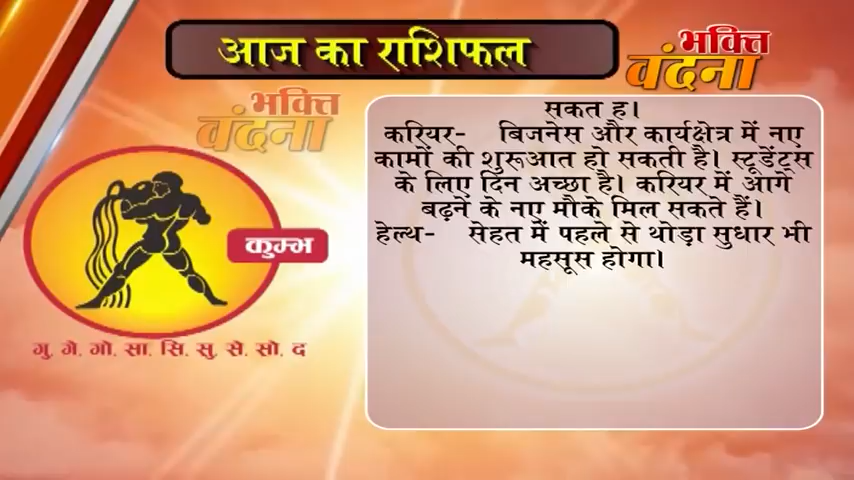 आज का राशिफल
भक्ति
वंदना
भक्ति
वंदना
सकत ह।
करियर- बिजनेस और कार्यक्षेत्र में नए
कामों की शुरूआत हो सकती है। स्टूडेंट्स
के लिए दिन अच्छा है। करियर में आगे
बढ़ने के नए मौके मिल सकते हैं।
हेल्थ- सेहत में पहले से थोड़ा सुधार भी
महसूस होगा।
कुम्भ
गु. गे. गो. सा. सि. सु. से. सो. द